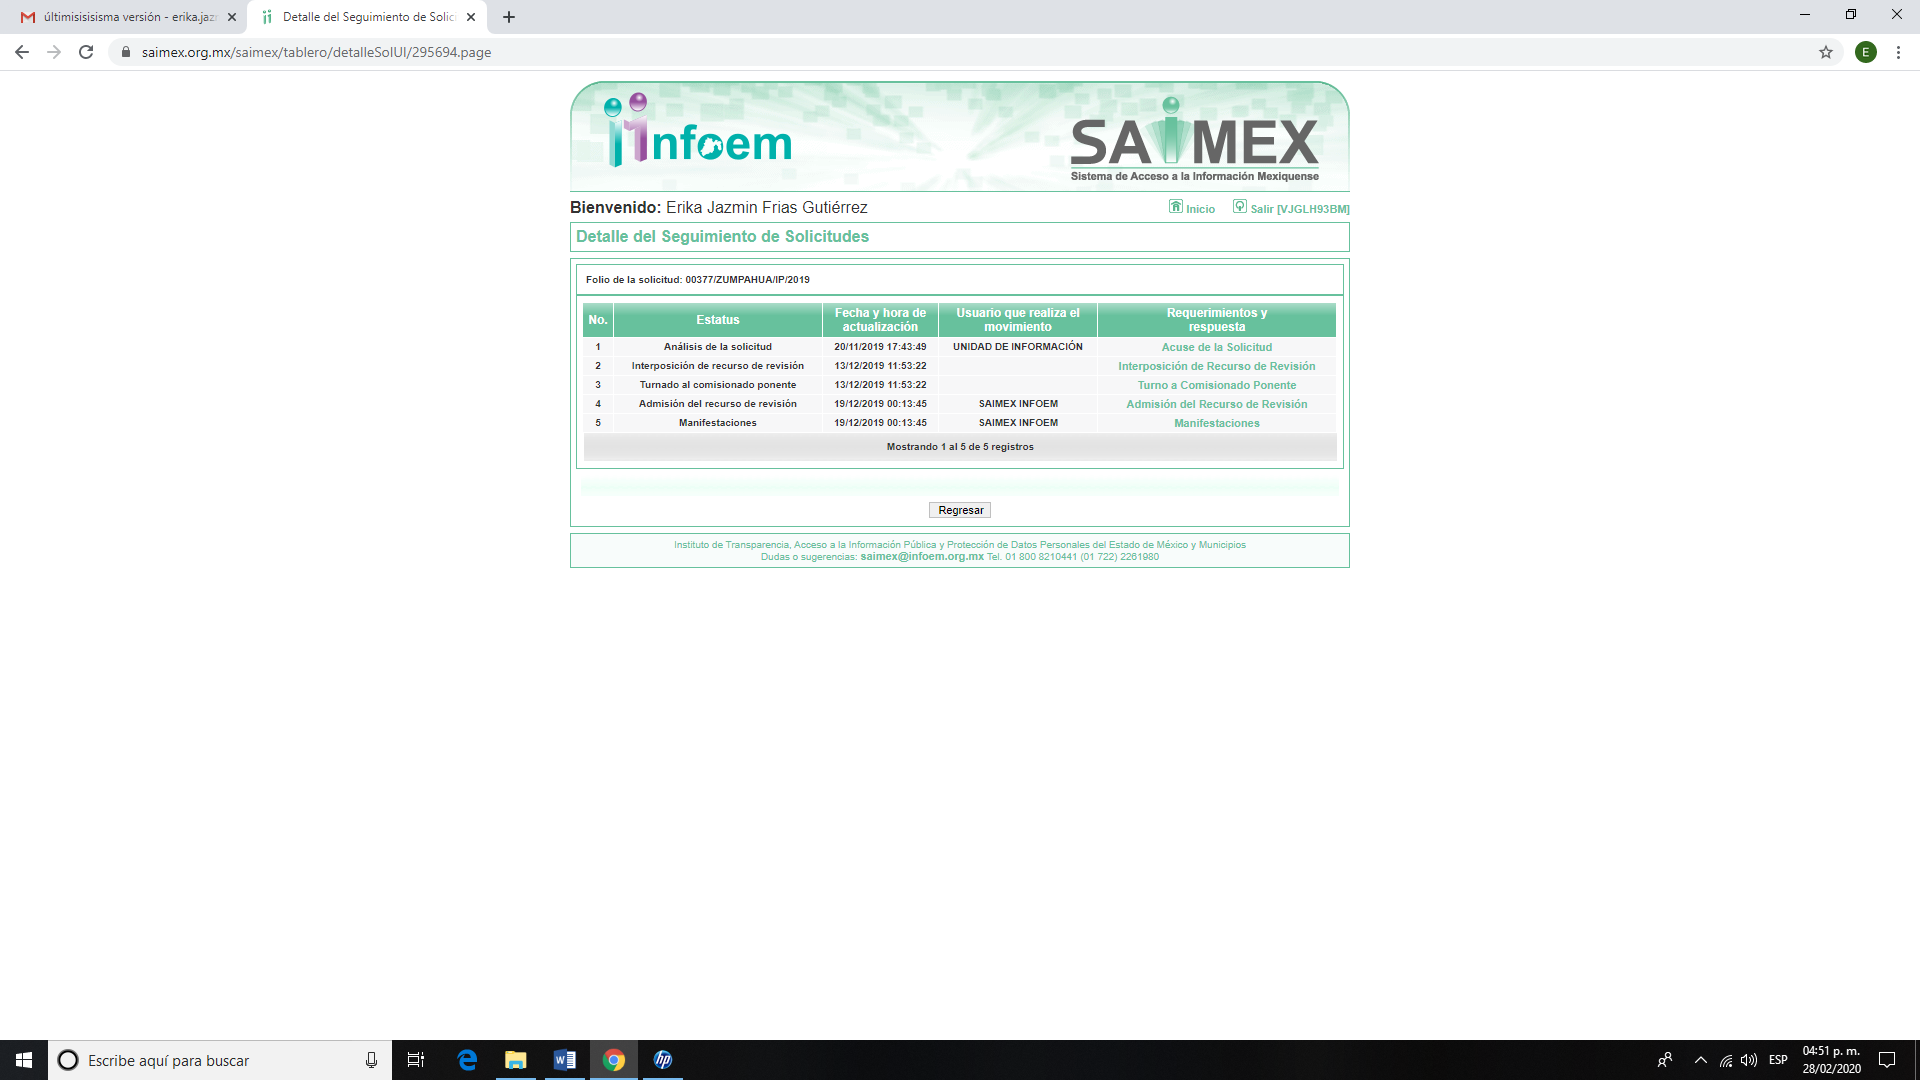 últimisisisma versión - erika.jazm
Detalle del Seguimiento de Solic
saimex.org.mx/saimex/tablero/detalleSolUI/295694.page
E
infoem
SAIMEX
Sistema de Acceso a la Información Mexiquense
Bienvenido: Erika Jazmin Frias Gutiérrez
Inicio
Salir [VJGLH93BM]
Detalle del Seguimiento de Solicitudes
Folio de la solicitud: 00377/ZUMPAHUA/IP/2019
No. Estatus Fecha y hora de actualización Usuario que realiza el movimiento Requerimientos y respuesta
1 Análisis de la solicitud 20/11/2019 17:43:49 UNIDAD DE INFORMACIÓN Acuse de la Solicitud
2 Interposición de recurso de revisión 13/12/2019 11:53:22 Interposición de Recurso de Revisión
3 Turnado al comisionado ponente 13/12/2019 11:53:22 Turno a Comisionado Ponente
4 Admisión del recurso de revisión 19/12/2019 00:13:45 SAIMEX INFOEM Admisión del Recurso de Revisión
5 Manifestaciones 19/12/2019 00:13:45 SAIMEX INFOEM Manifestaciones
Mostrando 1 al 5 de 5 registros
Regresar
Instituto de Transparencia, Acceso a la Información Pública y Protección de Datos Personales del Estado de México y Municipios
Dudas o sugerencias: saimex@infoem.org.mx Tel. 01 800 8210441 (01 722) 2261980
Escribe aquí para buscar
ESP
04:51 p. m.
28/02/2020